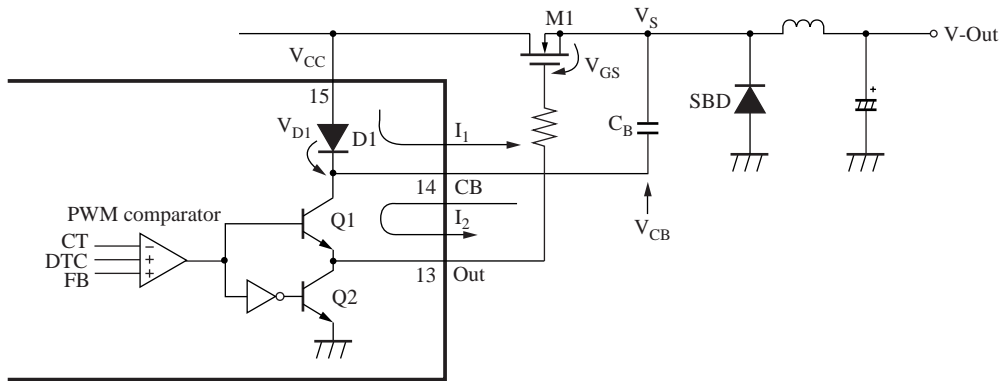 M1
V_S
V-Out
V_CC
V_GS
+
15
SBD
V_D1
D1
I_1
C_B
14
CB
PWM comparator
Q1
I_2
V_CB
CT
−
DTC
+
FB
+
13
Out
Q2